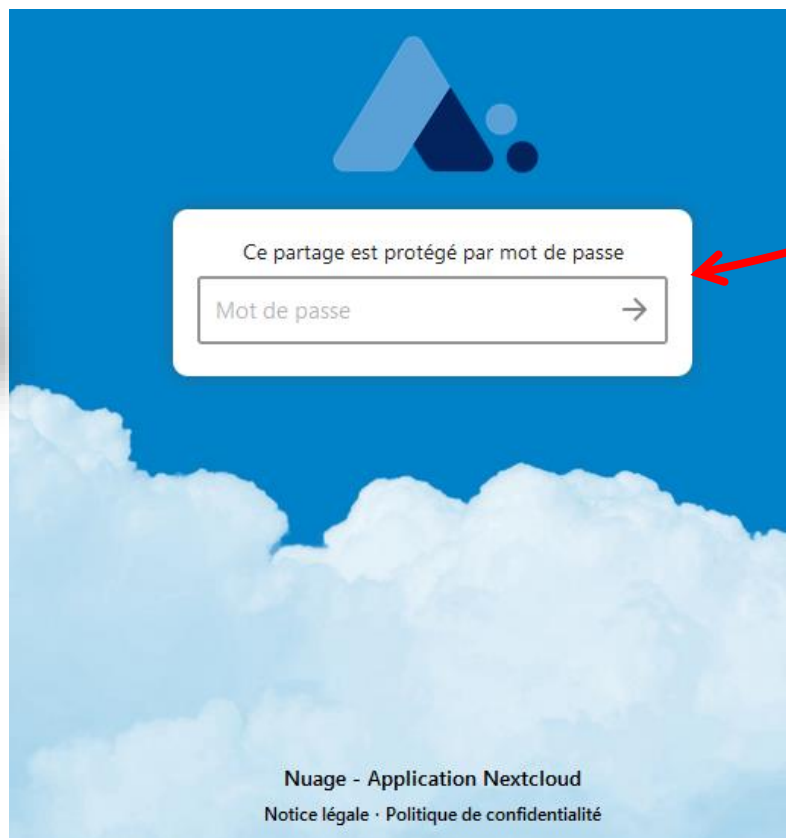 Ce partage est protégé par mot de passe
Mot de passe
Nuage - Application Nextcloud
Notice légale · Politique de confidentialité